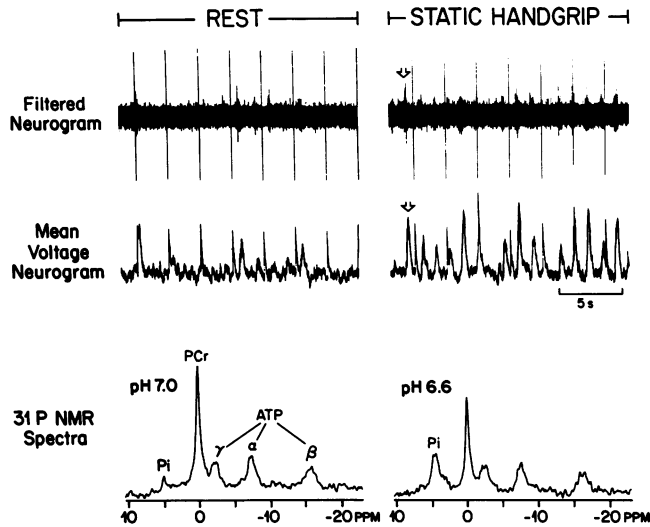 REST
STATIC HANDGRIP
Filtered
Neurogram
Mean
Voltage
Neurogram
5s
31 P NMR
Spectra
pH 7.0
PCr
Pi
ATP
γ
α
β
pH 6.6
Pi
10 0 -10 -20 PPM
10 0 -10 -20 PPM